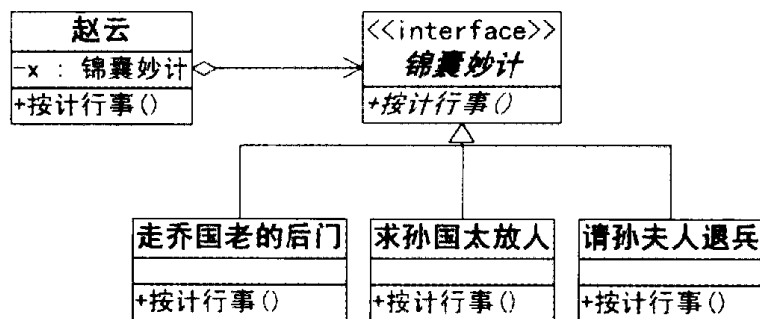 赵云
-x : 锦囊妙计
+按计行事()
<<interface>>
锦囊妙计
+按计行事()
走乔国老的后门
+按计行事()
求孙国太放人
+按计行事()
请孙夫人退兵
+按计行事()